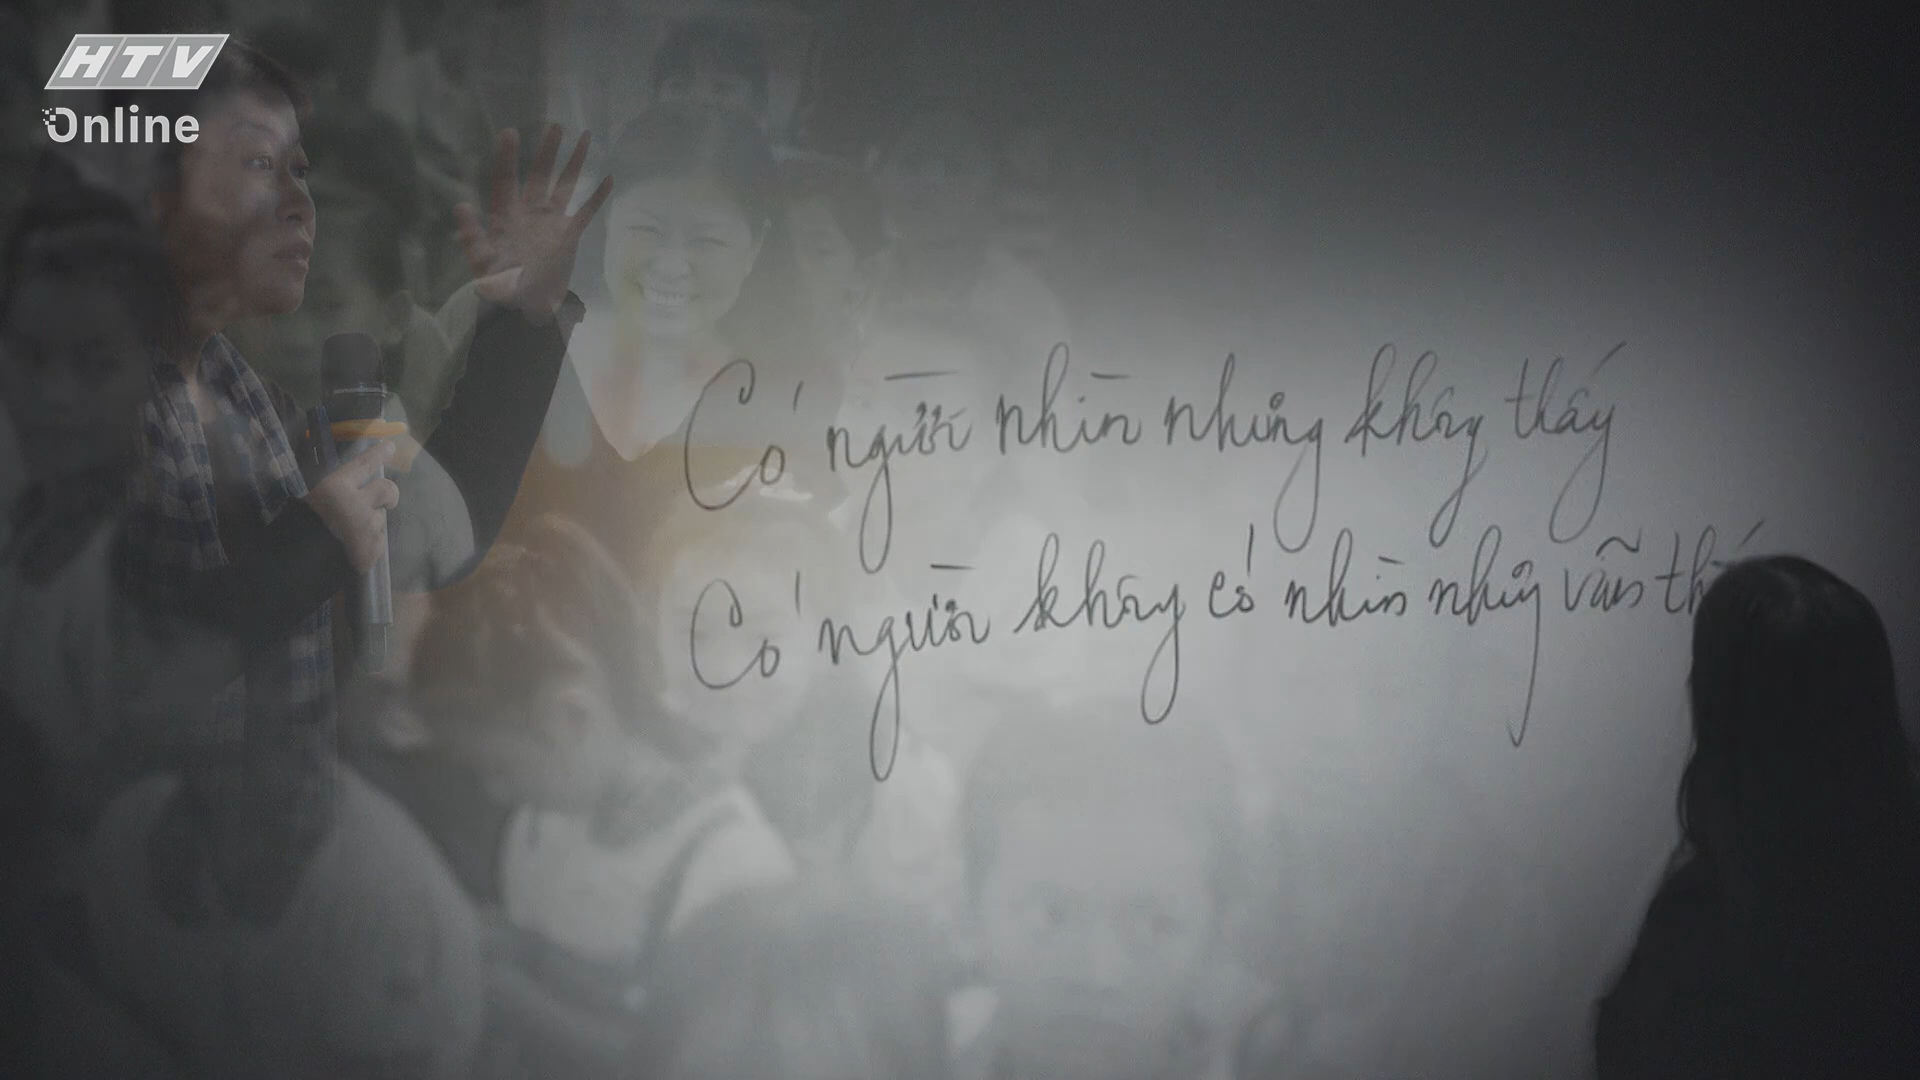 HTV
Online
Có người nhìn nhưng không thấy
Có người không có nhìn nhưng vẫn